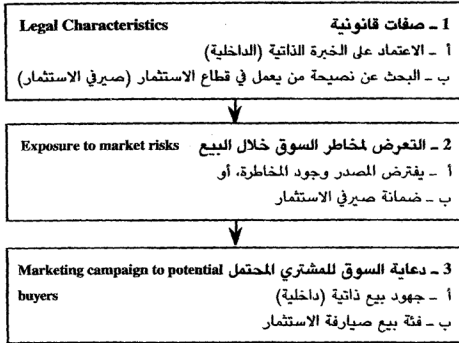 1 ـ صفات قانونية Legal Characteristics
أ ـ الاعتماد على الخبرة الذاتية (الداخلية)
ب ـ البحث عن نصيحة من يعمل في قطاع الاستثمار (صيرفي الاستثمار)
2 ـ التعرض لمخاطر السوق خلال البيع Exposure to market risks
أ ـ يفترض المصدر وجود المخاطرة، أو
ب ـ ضمانة صيرفي الاستثمار
3 ـ دعاية السوق للمشتري المحتمل Marketing campaign to potential
buyers أ ـ جهود بيع ذاتية (داخلية)
ب ـ فئة بيع صيارفة الاستثمار